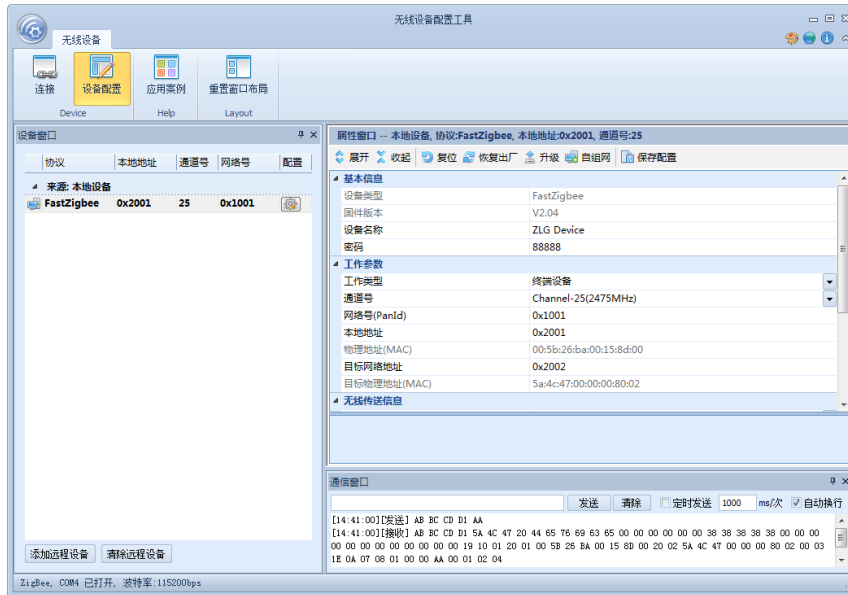 无线设备配置工具
无线设备
连接 设备配置 应用案例 重置窗口布局
Device Help Layout
设备窗口
协议 本地地址 通道号 网络号 配置
来源: 本地设备
FastZigbee 0x2001 25 0x1001
添加远程设备 清除远程设备
属性窗口 -- 本地设备, 协议:FastZigbee, 本地地址:0x2001, 通道号:25
展开 收起 复位 恢复出厂 升级 自组网 保存配置
基本信息
设备类型 FastZigbee
固件版本 V2.04
设备名称 ZLG Device
密码 88888
工作参数
工作类型 终端设备
通道号 Channel-25(2475MHz)
网络号(PanId) 0x1001
本地地址 0x2001
物理地址(MAC) 00:5b:26:ba:00:15:8d:00
目标网络地址 0x2002
目标物理地址(MAC) 5a:4c:47:00:00:00:80:02
无线传送信息
通信窗口
发送 清除 定时发送 1000 ms/次 自动换行
[14:41:00][发送] AB BC CD D1 AA
[14:41:00][接收] AB BC CD D1 5A 4C 47 20 44 65 76 69 63 65 00 00 00 00 00 00 38 38 38 38 38 00 00 00
00 00 00 00 00 00 00 00 00 19 10 01 20 01 00 5B 26 BA 00 15 8D 00 20 02 5A 4C 47 00 00 00 80 02 00 03
1E 0A 07 08 01 00 00 AA 00 01 02 04
ZigBee, COM4 已打开, 波特率:115200bps